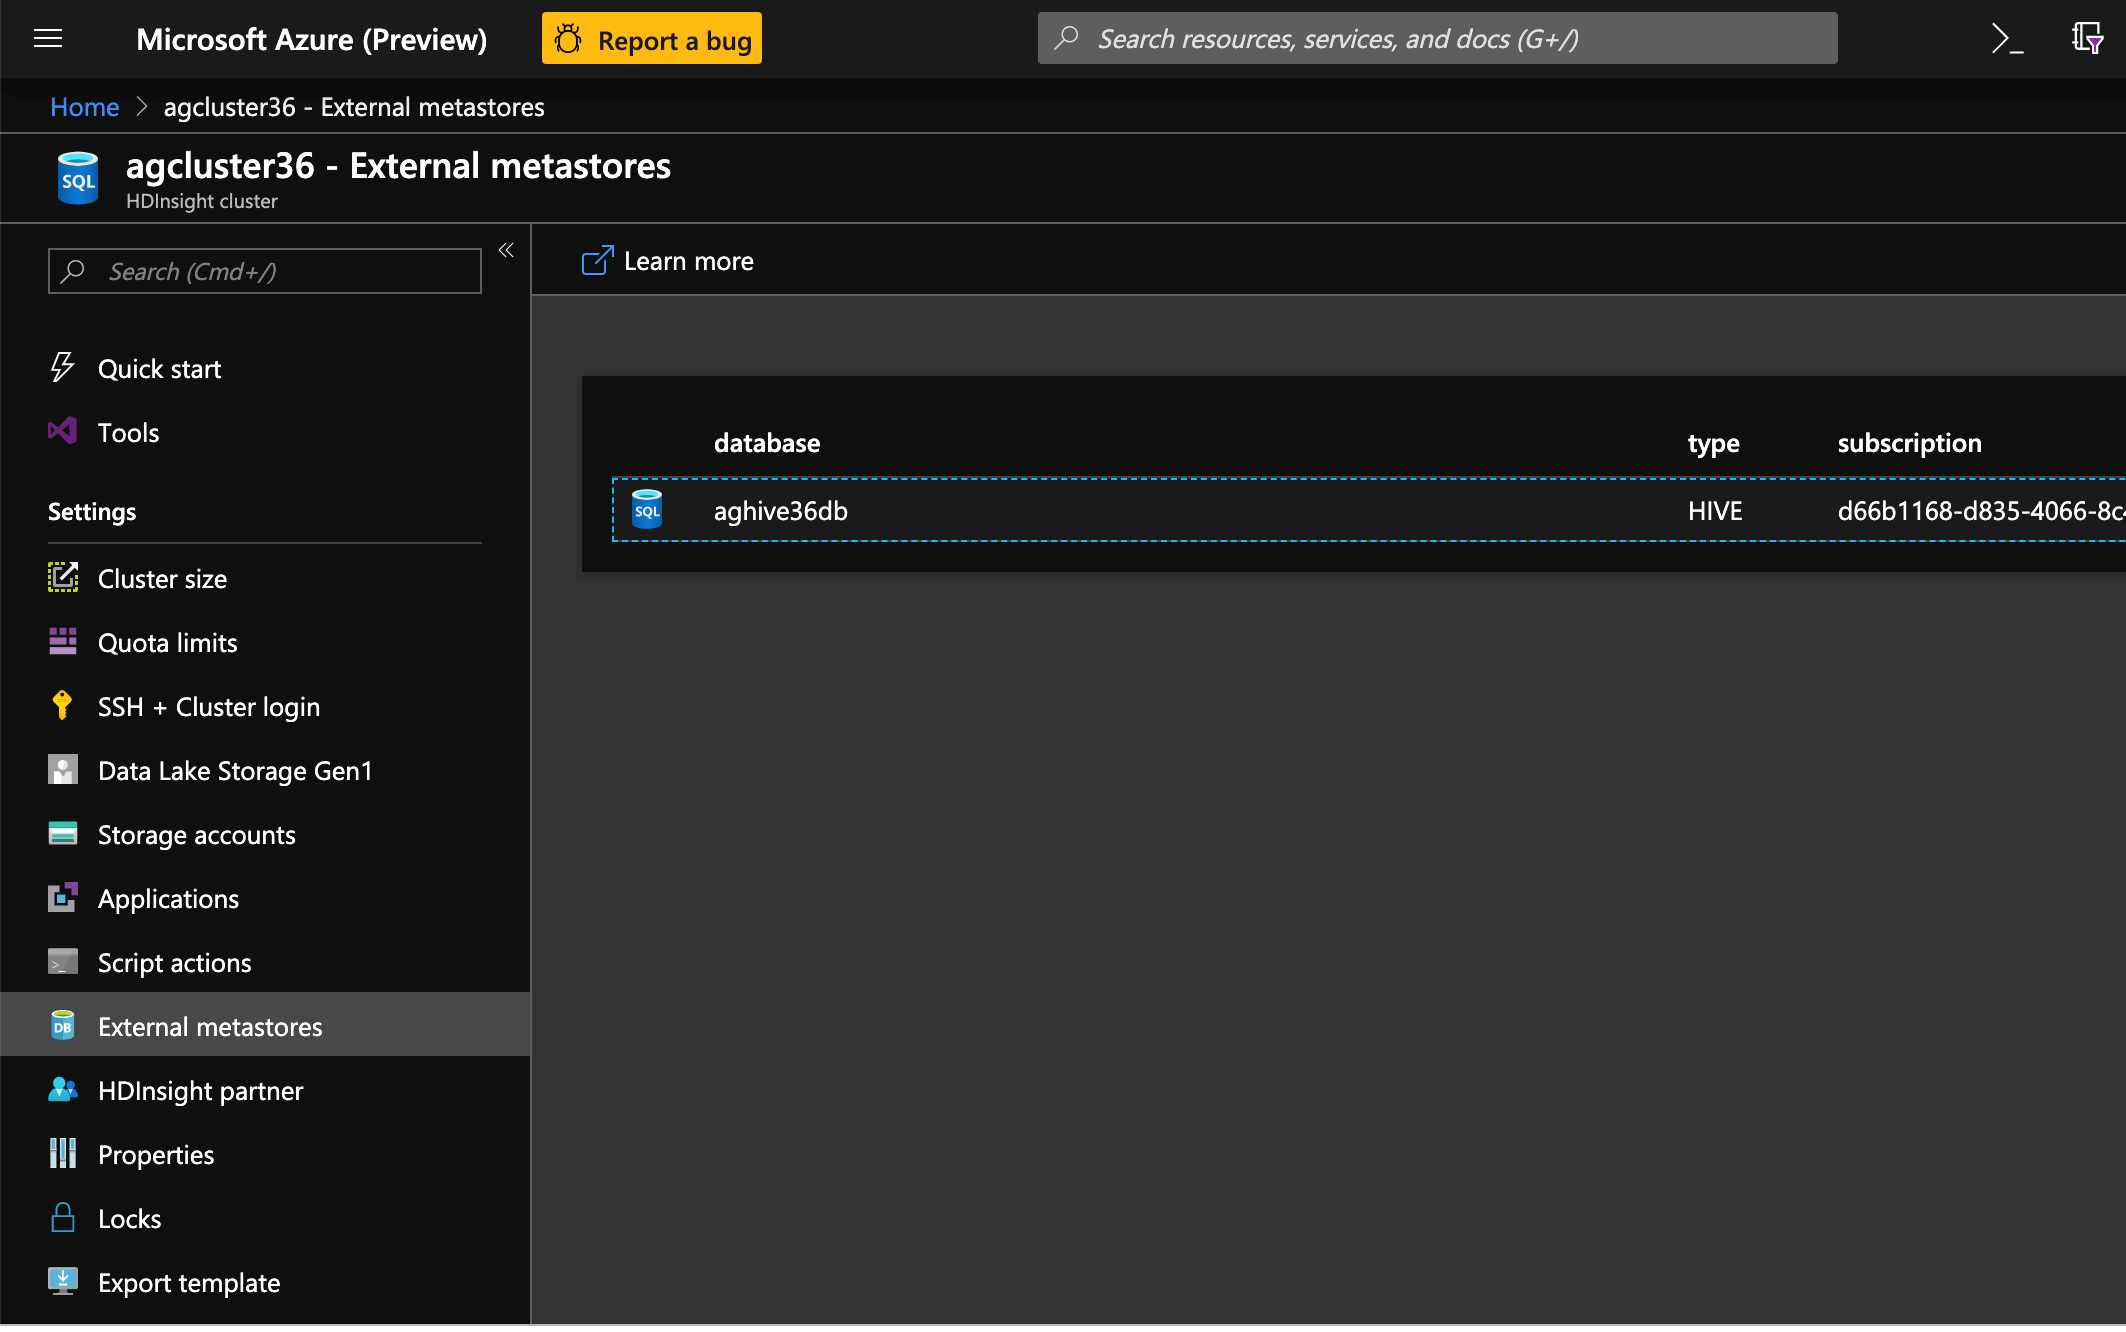 Microsoft Azure (Preview)
Report a bug
Search resources, services, and docs (G+/)
Home > agcluster36 - External metastores
SQL
agcluster36 - External metastores
HDInsight cluster
Search (Cmd+/)
«
Learn more
Quick start
Tools
Settings
Cluster size
Quota limits
SSH + Cluster login
Data Lake Storage Gen1
Storage accounts
Applications
Script actions
DB External metastores
HDInsight partner
Properties
Locks
Export template
database type subscription
SQL aghive36db HIVE d66b1168-d835-4066-8c4